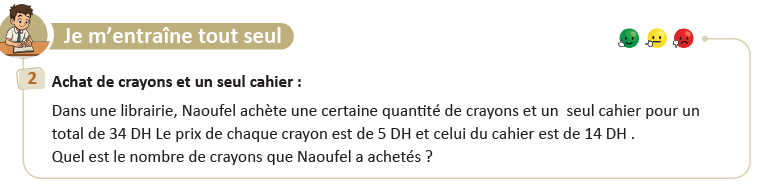 Je m'entraîne tout seul
2 Achat de crayons et un seul cahier :
Dans une librairie, Naoufel achète une certaine quantité de crayons et un seul cahier pour un
total de 34 DH Le prix de chaque crayon est de 5 DH et celui du cahier est de 14 DH .
Quel est le nombre de crayons que Naoufel a achetés ?